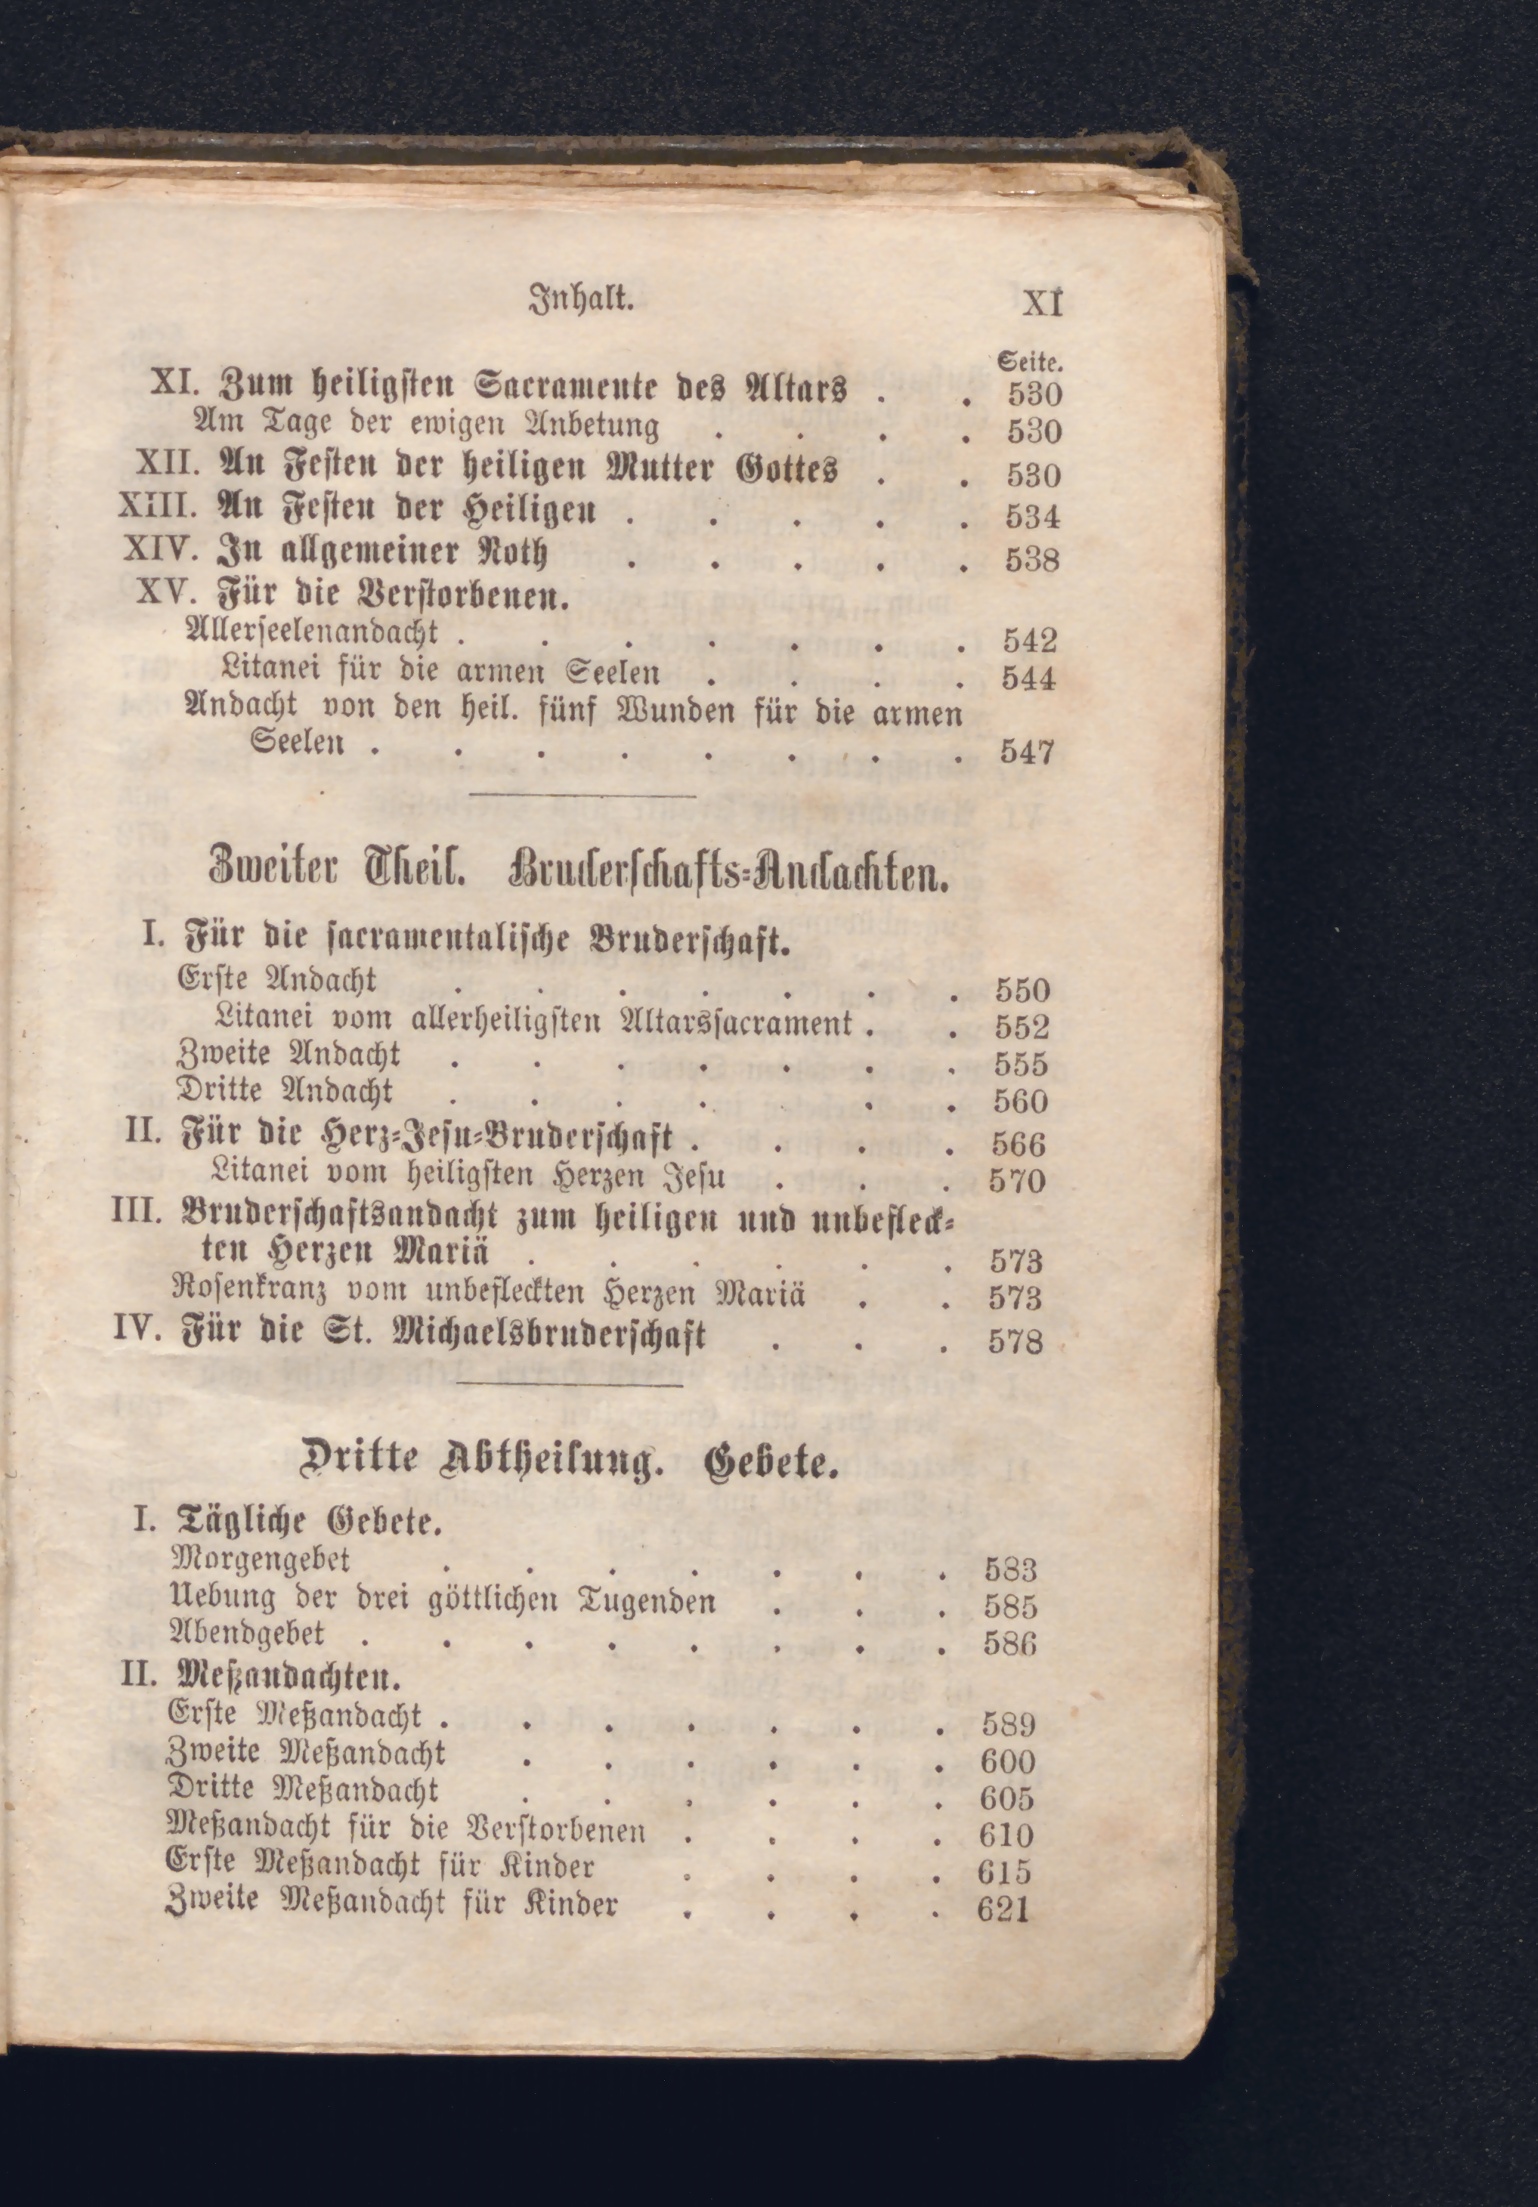 Inhalt. XI
Seite.
XI. Zum heiligsten Sacramente des Altars . . 530
Am Tage der ewigen Anbetung . . . . 530
XII. An Festen der heiligen Mutter Gottes . . 530
XIII. An Festen der Heiligen . . . . . 534
XIV. In allgemeiner Noth . . . . . 538
XV. Für die Verstorbenen.
Allerseelenandacht . . . . . . . 542
Litanei für die armen Seelen . . . . 544
Andacht von den heil. fünf Wunden für die armen
Seelen . . . . . . . . 547
Zweiter Theil. Bruderschafts-Andachten.
I. Für die sacramentalische Bruderschaft.
Erste Andacht . . . . . . . 550
Litanei vom allerheiligsten Altarssacrament . . 552
Zweite Andacht . . . . . . . 555
Dritte Andacht . . . . . . 560
II. Für die Herz-Jesu-Bruderschaft . . . . 566
Litanei vom heiligsten Herzen Jesu . . . 570
III. Bruderschaftsandacht zum heiligen und unbefleck-
ten Herzen Mariä . . . . . . 573
Rosenkranz vom unbefleckten Herzen Mariä . . 573
IV. Für die St. Michaelsbruderschaft . . . 578
Dritte Abtheilung. Gebete.
I. Tägliche Gebete.
Morgengebet . . . . . . . 583
Uebung der drei göttlichen Tugenden . . . 585
Abendgebet . . . . . . . . 586
II. Meßandachten.
Erste Meßandacht . . . . . . . 589
Zweite Meßandacht . . . . . . 600
Dritte Meßandacht . . . . . . 605
Meßandacht für die Verstorbenen . . . . 610
Erste Meßandacht für Kinder . . . . 615
Zweite Meßandacht für Kinder . . . . 621